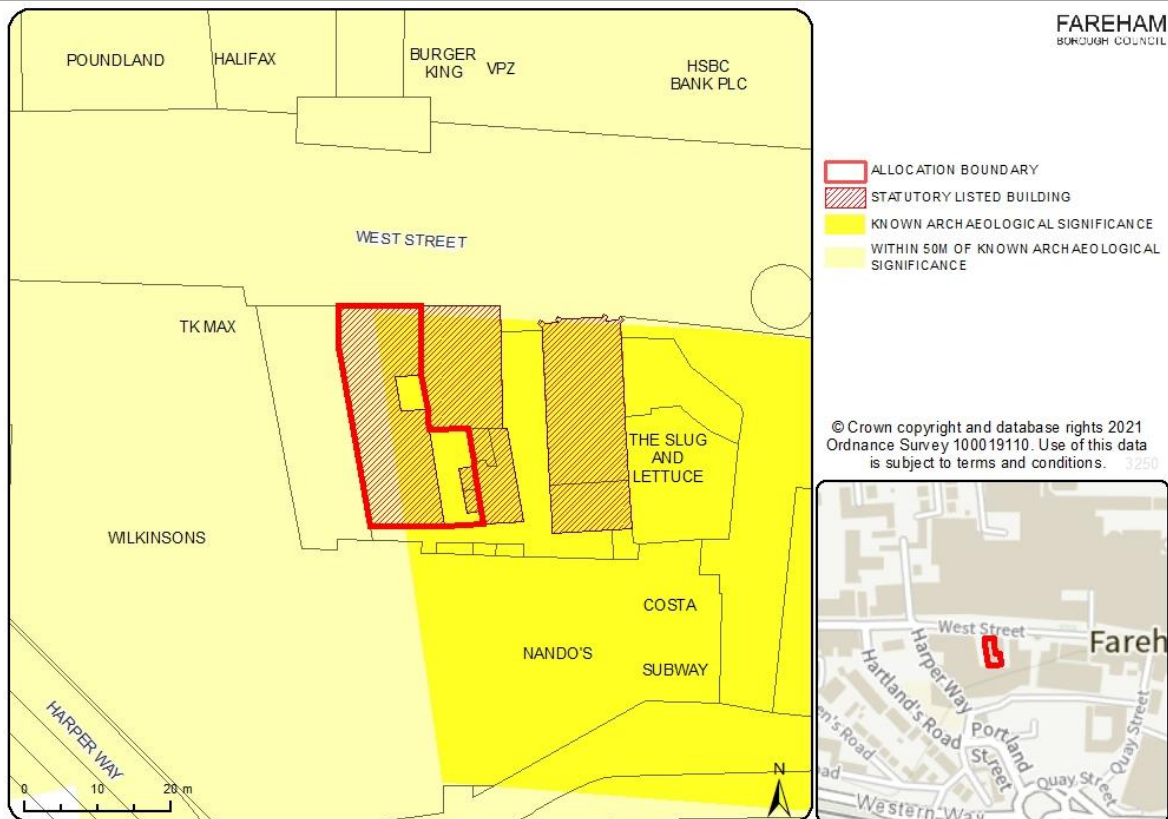 POUNDLAND
HALIFAX
BURGER
KING
VPZ
HSBC
BANK PLC
WEST STREET
TK MAX
THE SLUG
AND
LETTUCE
WILKINSONS
COSTA
NANDO'S
SUBWAY
HARPER WAY
0 10 20 m
N
FAREHAM
BOROUGH COUNCIL
ALLOCATION BOUNDARY
STATUTORY LISTED BUILDING
KNOWN ARCHAEOLOGICAL SIGNIFICANCE
WITHIN 50M OF KNOWN ARCHAEOLOGICAL
SIGNIFICANCE
© Crown copyright and database rights 2021
Ordnance Survey 100019110. Use of this data
is subject to terms and conditions. 3250
West Street
Fareh
Harper Way
Hartland's Road
Portland
Street
en's Road
oad
Quay Street
Quay Street
Western Way